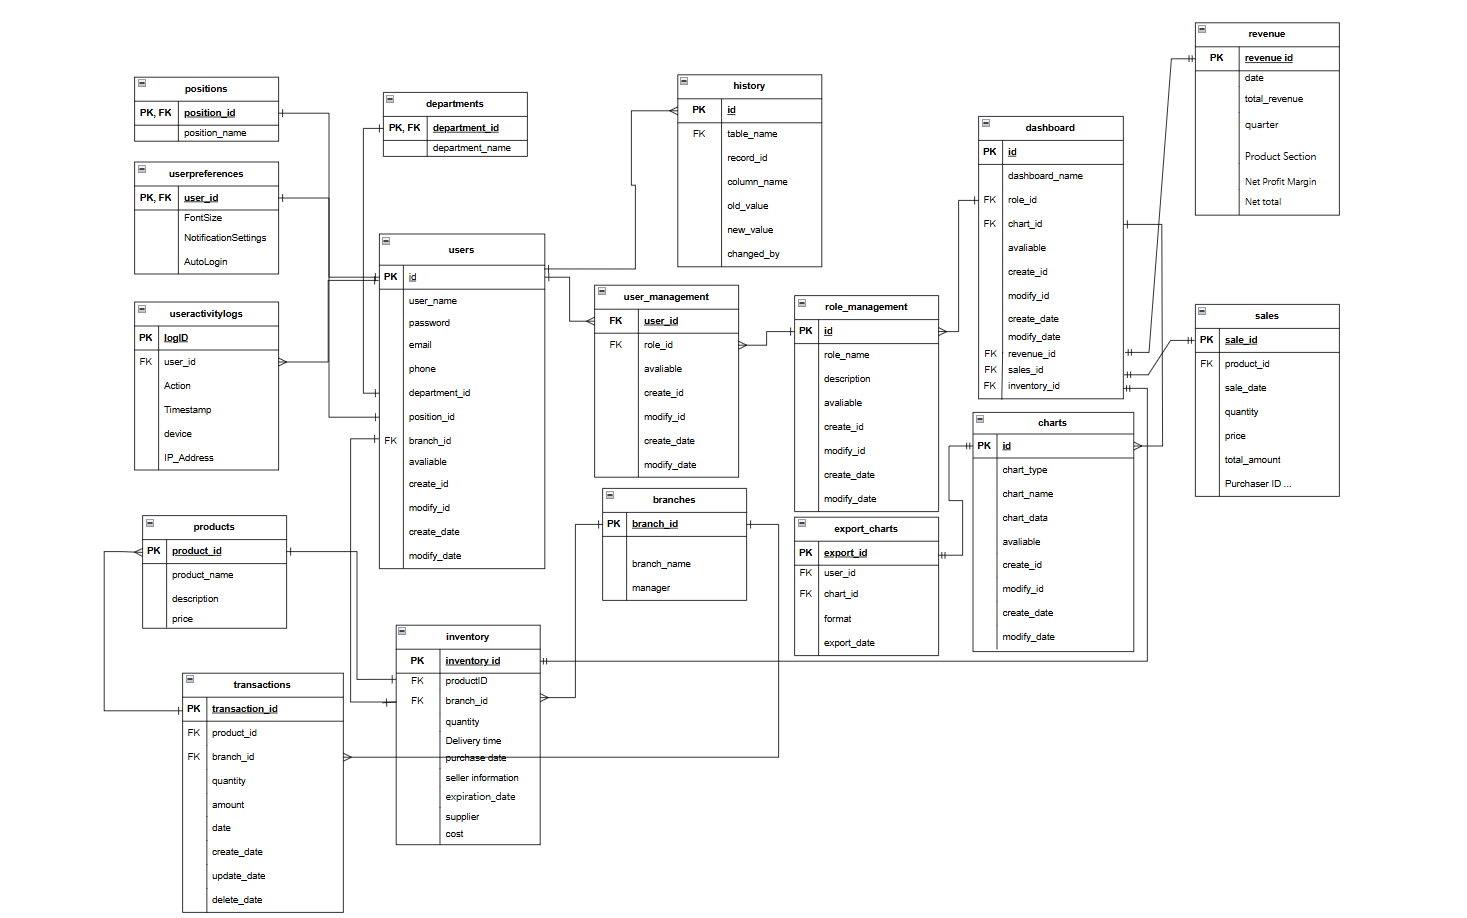 positions
PK, FK position_id
position_name
userpreferences
PK, FK user_id
FontSize
NotificationSettings
AutoLogin
useractivitylogs
PK logID
FK user_id
Action
Timestamp
device
IP_Address
departments
PK, FK department_id
department_name
users
PK id
user_name
password
email
phone
department_id
position_id
FK branch_id
avaliable
create_id
modify_id
create_date
modify_date
history
PK id
FK table_name
record_id
column_name
old_value
new_value
changed_by
user_management
FK user_id
FK role_id
avaliable
create_id
modify_id
create_date
modify_date
role_management
PK id
role_name
description
avaliable
create_id
modify_id
create_date
modify_date
dashboard
PK id
dashboard_name
FK role_id
FK chart_id
avaliable
create_id
modify_id
create_date
modify_date
FK revenue_id
FK sales_id
FK inventory_id
revenue
PK revenue id
date
total_revenue
quarter
Product Section
Net Profit Margin
Net total
sales
PK sale_id
FK product_id
sale_date
quantity
price
total_amount
Purchaser ID ...
charts
PK id
chart_type
chart_name
chart_data
avaliable
create_id
modify_id
create_date
modify_date
export_charts
PK export_id
FK user_id
FK chart_id
format
export_date
branches
PK branch_id
branch_name
manager
products
PK product_id
product_name
description
price
inventory
PK inventory id
FK productID
FK branch_id
quantity
Delivery time
purchase date
seller information
expiration_date
supplier
cost
transactions
PK transaction_id
FK product_id
FK branch_id
quantity
amount
date
create_date
update_date
delete_date